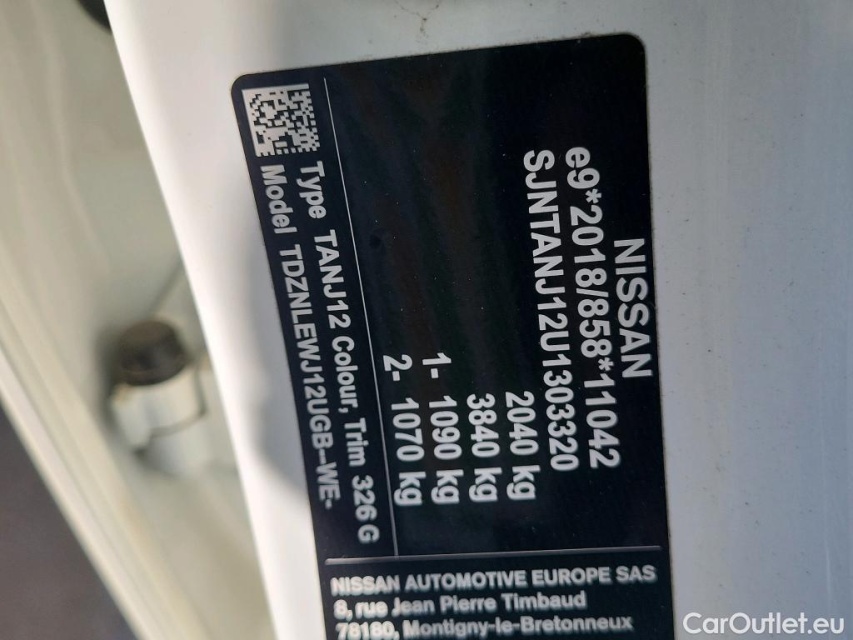 NISSAN
e9*2018/858*11042
SJNTANJ12U1303320
2040 kg
3840 kg
1- 1090 kg
2- 1070 kg
Type TANJ12 Colour, Trim 326 G
Model TDZNLEWJ12UGB-WE-
NISSAN AUTOMOTIVE EUROPE SAS
8, rue Jean Pierre Timbaud
78180, Montigny-le-Bretonneux
CarOutlet.eu